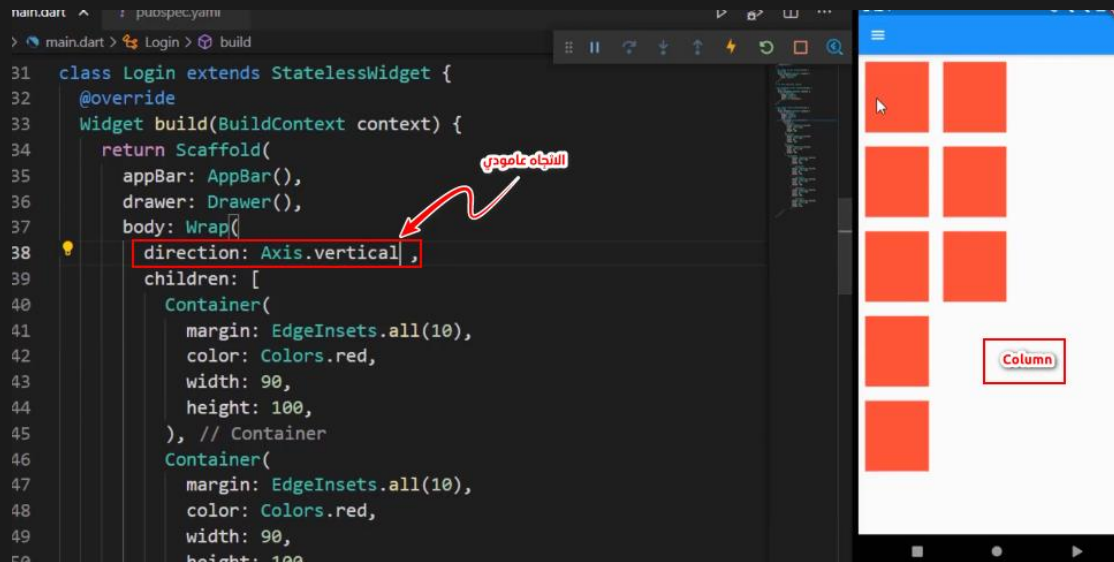 main.dart
pubspec.yaml
main.dart > Login > build
31 class Login extends StatelessWidget {
32 @override
33 Widget build(BuildContext context) {
34 return Scaffold(
35 appBar: AppBar(),
36 drawer: Drawer(),
37 body: Wrap(
38 direction: Axis.vertical ,
39 children: [
40 Container(
41 margin: EdgeInsets.all(10),
42 color: Colors.red,
43 width: 90,
44 height: 100,
45 ), // Container
46 Container(
47 margin: EdgeInsets.all(10),
48 color: Colors.red,
49 width: 90,
50 height: 100
الاتجاه عامودي
Column